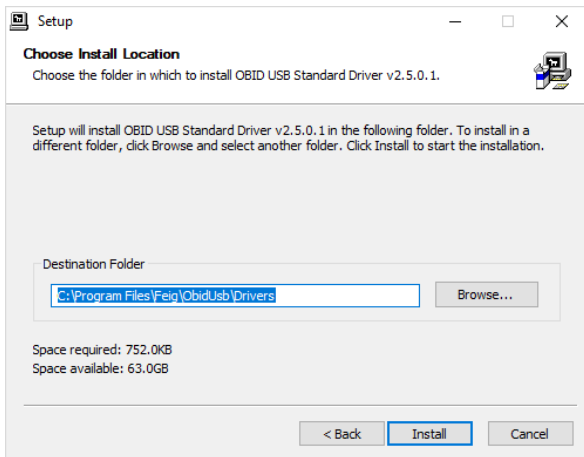 Setup
Choose Install Location
Choose the folder in which to install OBID USB Standard Driver v2.5.0.1.
Setup will install OBID USB Standard Driver v2.5.0.1 in the following folder. To install in a
different folder, click Browse and select another folder. Click Install to start the installation.
Destination Folder
C:\Program Files\Feig\ObidUsb\Drivers
Browse...
Space required: 752.0KB
Space available: 63.0GB
< Back
Install
Cancel